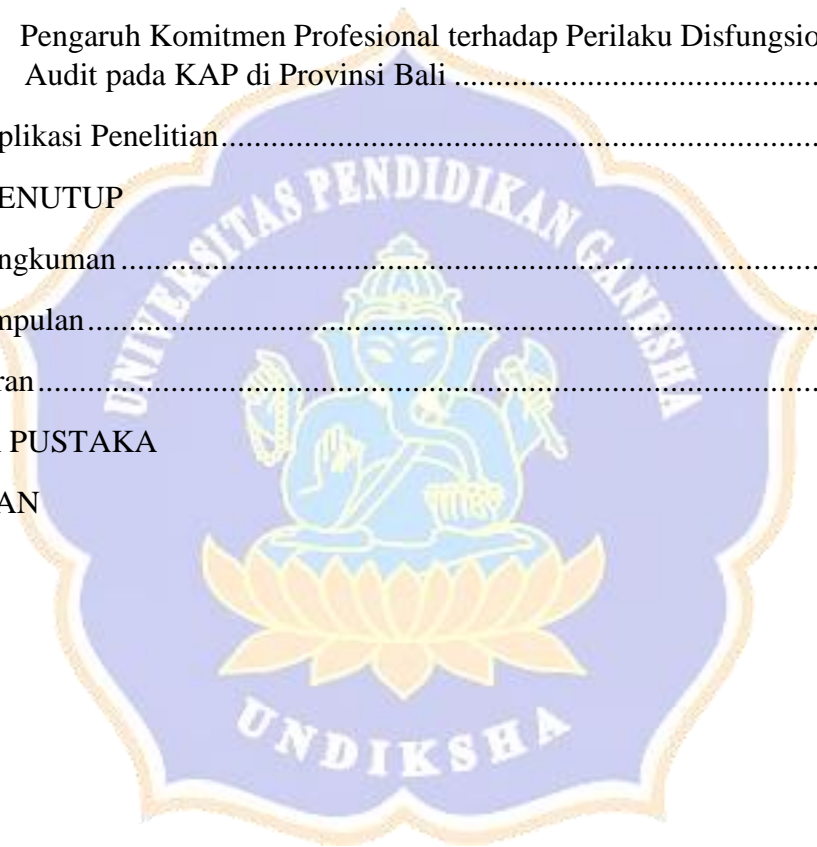 Pengaruh Komitmen Profesional terhadap Perilaku Disfungsio
Audit pada KAP di Provinsi Bali ....................................................
plikasi Penelitian....................................................................................
ENUTUP
ngkuman ....................................................................................................
mpulan........................................................................................................
ran...............................................................................................................
PUSTAKA
AN
UNIVERSITAS PENDIDIKAN GANESHA
UNDIKSHA